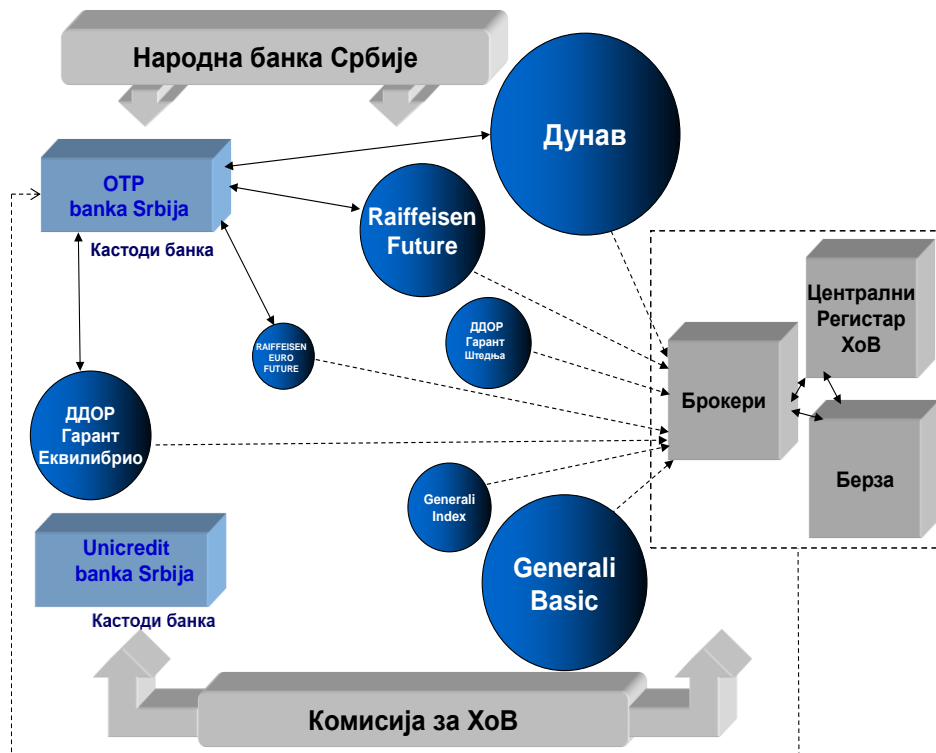 Народна банка Србије
Дунав
OTP
banka Srbija
Кастоди банка
Raiffeisen
Future
Централни
Регистар
ХоВ
ДДОР
Гарант
Штедња
RAIFFEISEN
EURO
FUTURE
Брокери
ДДОР
Гарант
Еквилибрио
Берза
Generali
Index
Unicredit
banka Srbija
Кастоди банка
Generali
Basic
Комисија за ХоВ